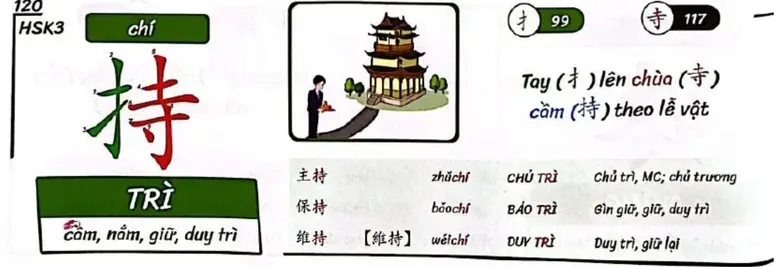 120
HSK3
chí
持
TRÌ
cầm, nắm, giữ, duy trì
扌 99
寺 117
Tay (扌) lên chùa (寺)
cầm (持) theo lễ vật
主持 zhǔchí CHỦ TRÌ Chủ trì, MC; chủ trương
保持 bǎochí BẢO TRÌ Gìn giữ, giữ, duy trì
维持 【維持】 wéichí DUY TRÌ Duy trì, giữ lại